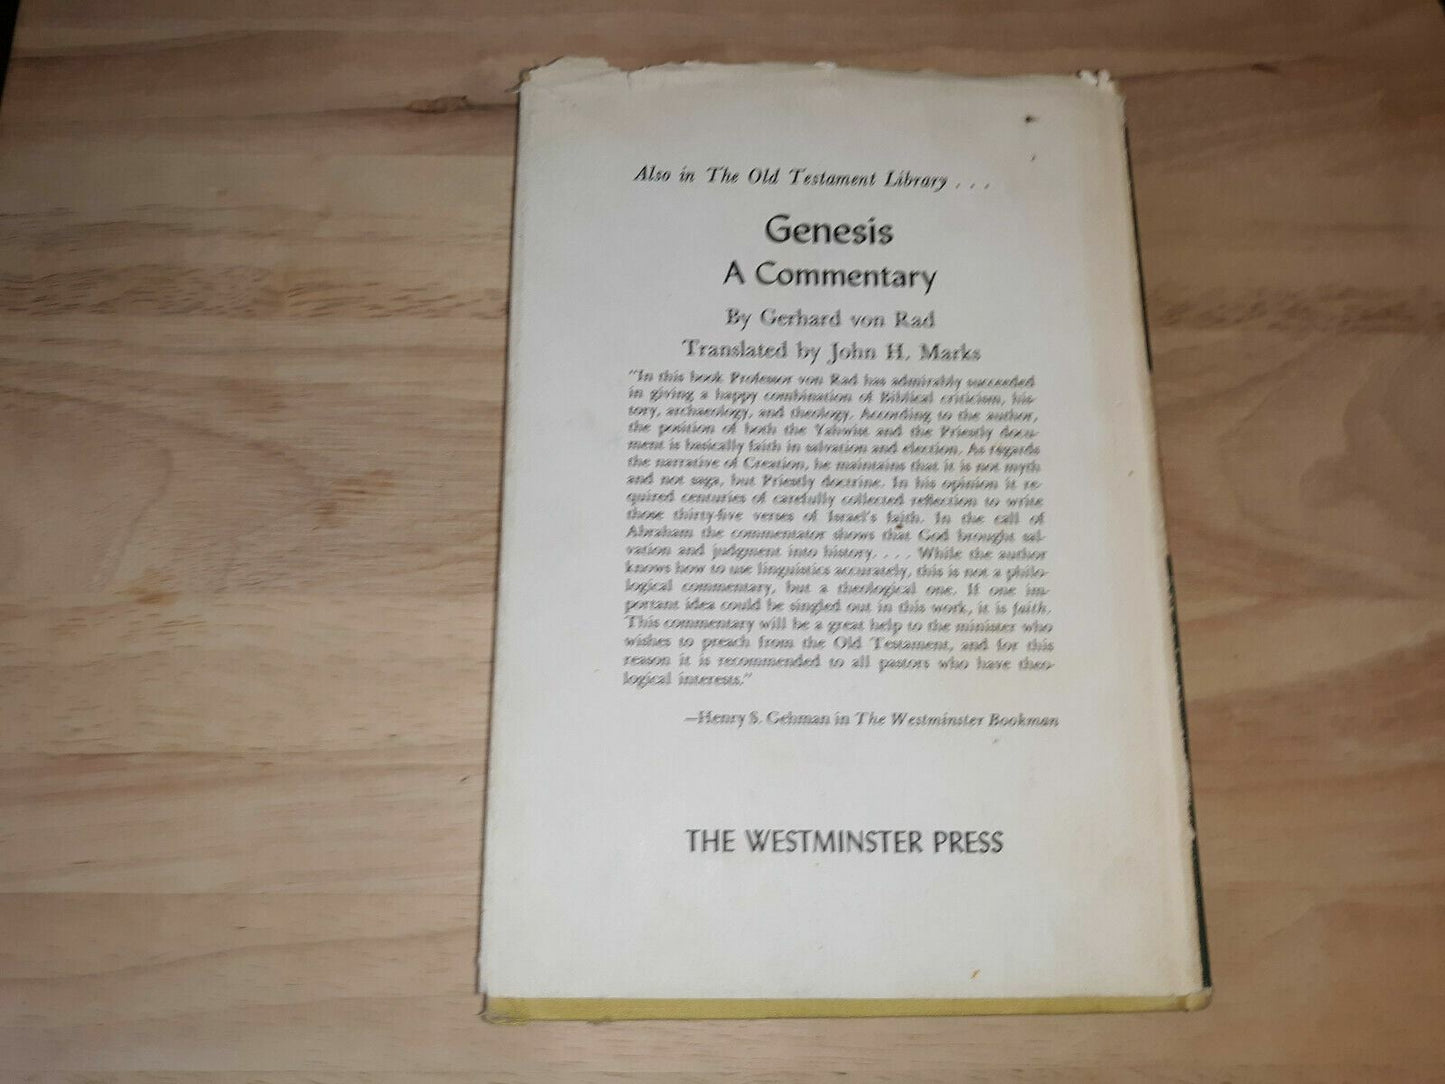 Also in The Old Testament Library . . .
Genesis
A Commentary
By Gerhard von Rad
Translated by John H. Marks
"In this book Professor von Rad has admirably succeeded
in giving a happy combination of Biblical criticism, his-
tory, archaeology, and theology. According to the author,
the position of both the Yahwist and the Priestly docu-
ment is basically faith in salvation and election. As regards
the narrative of Creation, he maintains that it is not myth
and not saga, but Priestly doctrine. In his opinion it re-
quired centuries of carefully collected reflection to write
those thirty-five verses of Israel's faith. In the call of
Abraham the commentator shows that God brought sal-
vation and judgment into history. . . . While the author
knows how to use linguistics accurately, this is not a philo-
logical commentary, but a theological one. If one im-
portant idea could be singled out in this work, it is faith.
This commentary will be a great help to the minister who
wishes to preach from the Old Testament, and for this
reason it is recommended to all pastors who have theo-
logical interests."
—Henry S. Gehman in The Westminster Bookman
THE WESTMINSTER PRESS